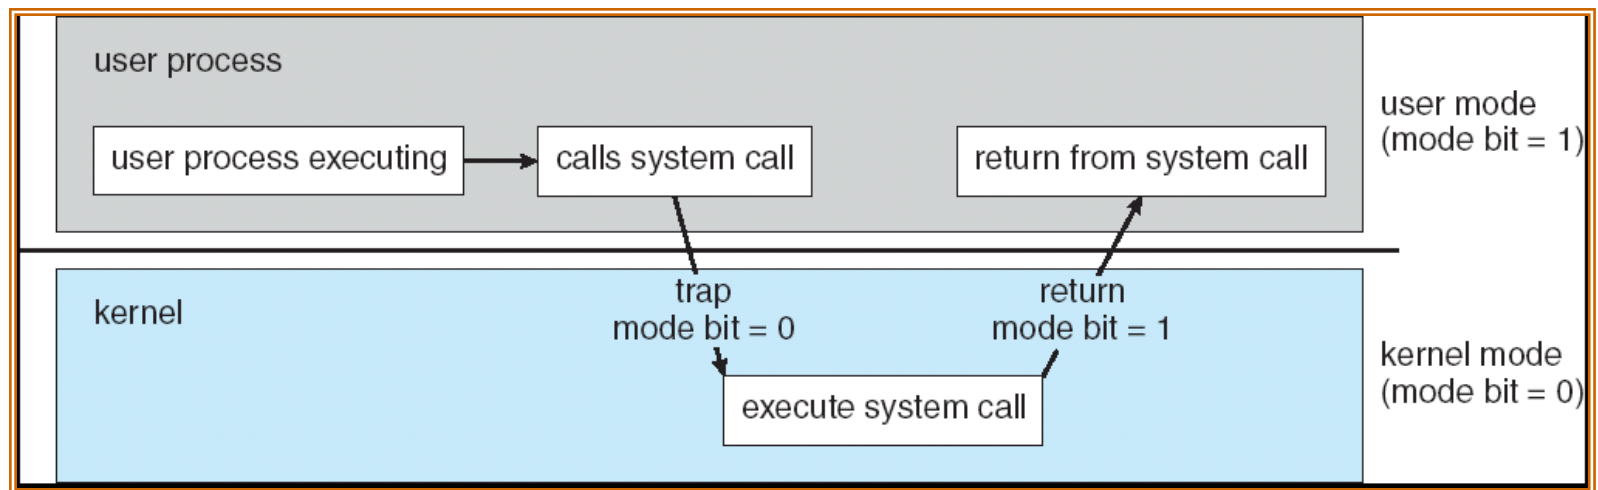 user process
user process executing
calls system call
return from system call
user mode
(mode bit = 1)
kernel
trap
mode bit = 0
return
mode bit = 1
execute system call
kernel mode
(mode bit = 0)